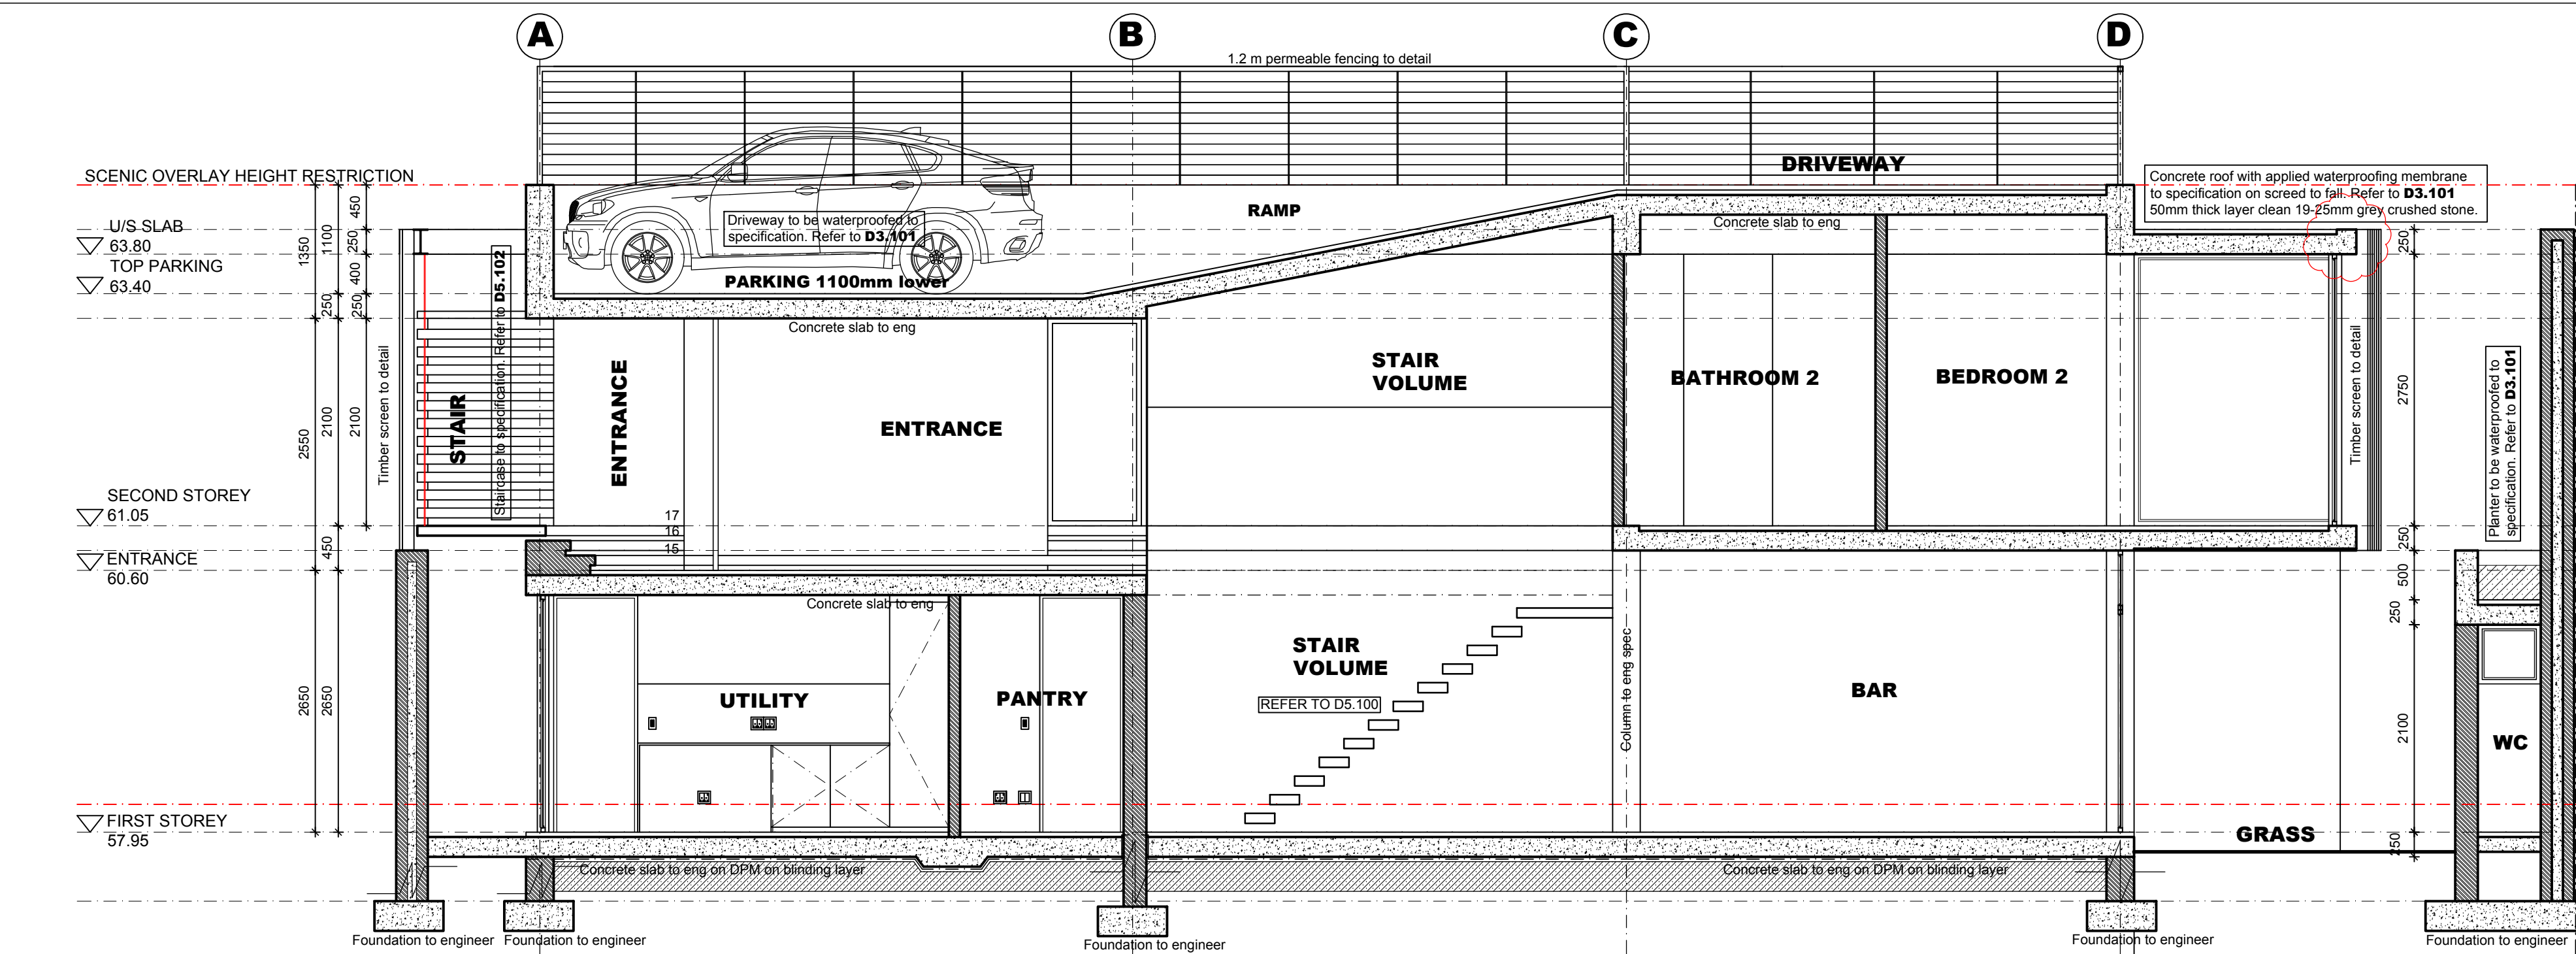 A
B
C
D
1.2 m permeable fencing to detail
SCENIC OVERLAY HEIGHT RESTRICTION
U/S SLAB
63.80
TOP PARKING
63.40
SECOND STOREY
61.05
ENTRANCE
60.60
FIRST STOREY
57.95
1350
250
2550
2650
1100
250
2100
450
2650
450
250
400
250
2100
Timber screen to detail
STAIR
Staircase to specification. Refer to D5.102
ENTRANCE
17
16
15
Driveway to be waterproofed to
specification. Refer to D3.101
PARKING 1100mm lower
Concrete slab to eng
ENTRANCE
RAMP
DRIVEWAY
Concrete slab to eng
STAIR
VOLUME
BATHROOM 2
BEDROOM 2
Concrete roof with applied waterproofing membrane
to specification on screed to fall. Refer to D3.101
50mm thick layer clean 19-25mm grey crushed stone.
Timber screen to detail
250
2750
250
500
250
2100
250
Planter to be waterproofed to
specification. Refer to D3.101
Concrete slab to eng
UTILITY
PANTRY
STAIR
VOLUME
REFER TO D5.100
Column to eng spec
BAR
GRASS
WC
Concrete slab to eng on DPM on blinding layer
Concrete slab to eng on DPM on blinding layer
Foundation to engineer
Foundation to engineer
Foundation to engineer
Foundation to engineer
Foundation to engineer